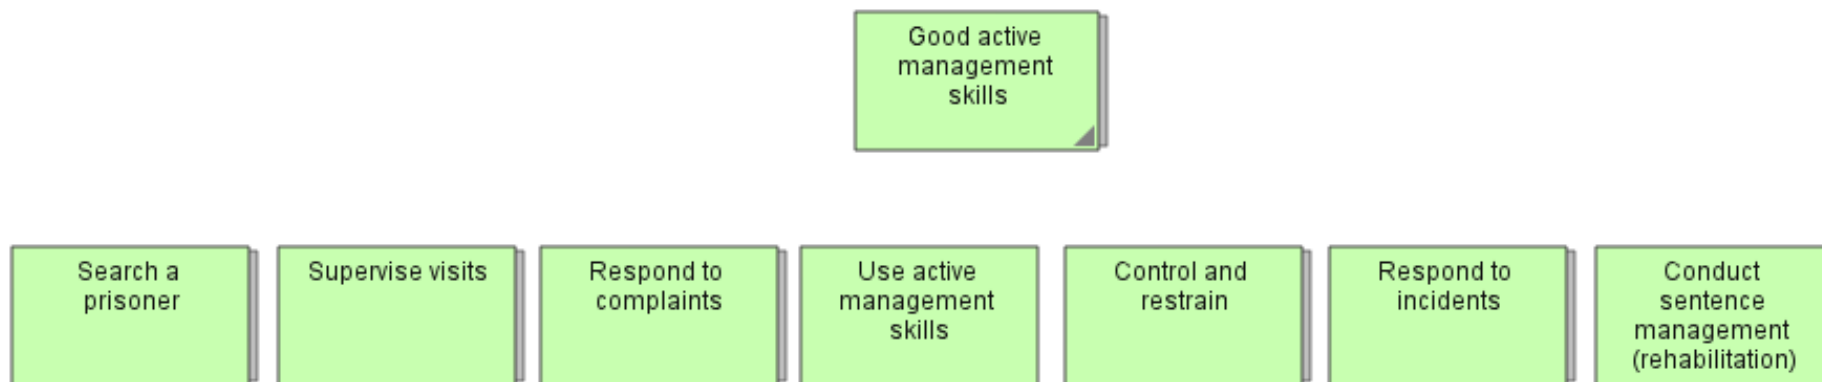 Good active
management
skills
Search a
prisoner
Supervise visits
Respond to
complaints
Use active
management
skills
Control and
restrain
Respond to
incidents
Conduct
sentence
management
(rehabilitation)